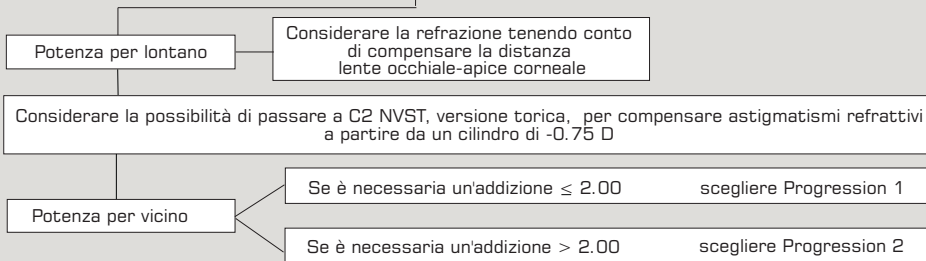 Potenza per lontano
Considerare la refrazione tenendo conto
di compensare la distanza
lente occhiale-apice corneale
Considerare la possibilità di passare a C2 NVST, versione torica, per compensare astigmatismi refrattivi
a partire da un cilindro di -0.75 D
Potenza per vicino
Se è necessaria un'addizione ≤ 2.00 scegliere Progression 1
Se è necessaria un'addizione > 2.00 scegliere Progression 2